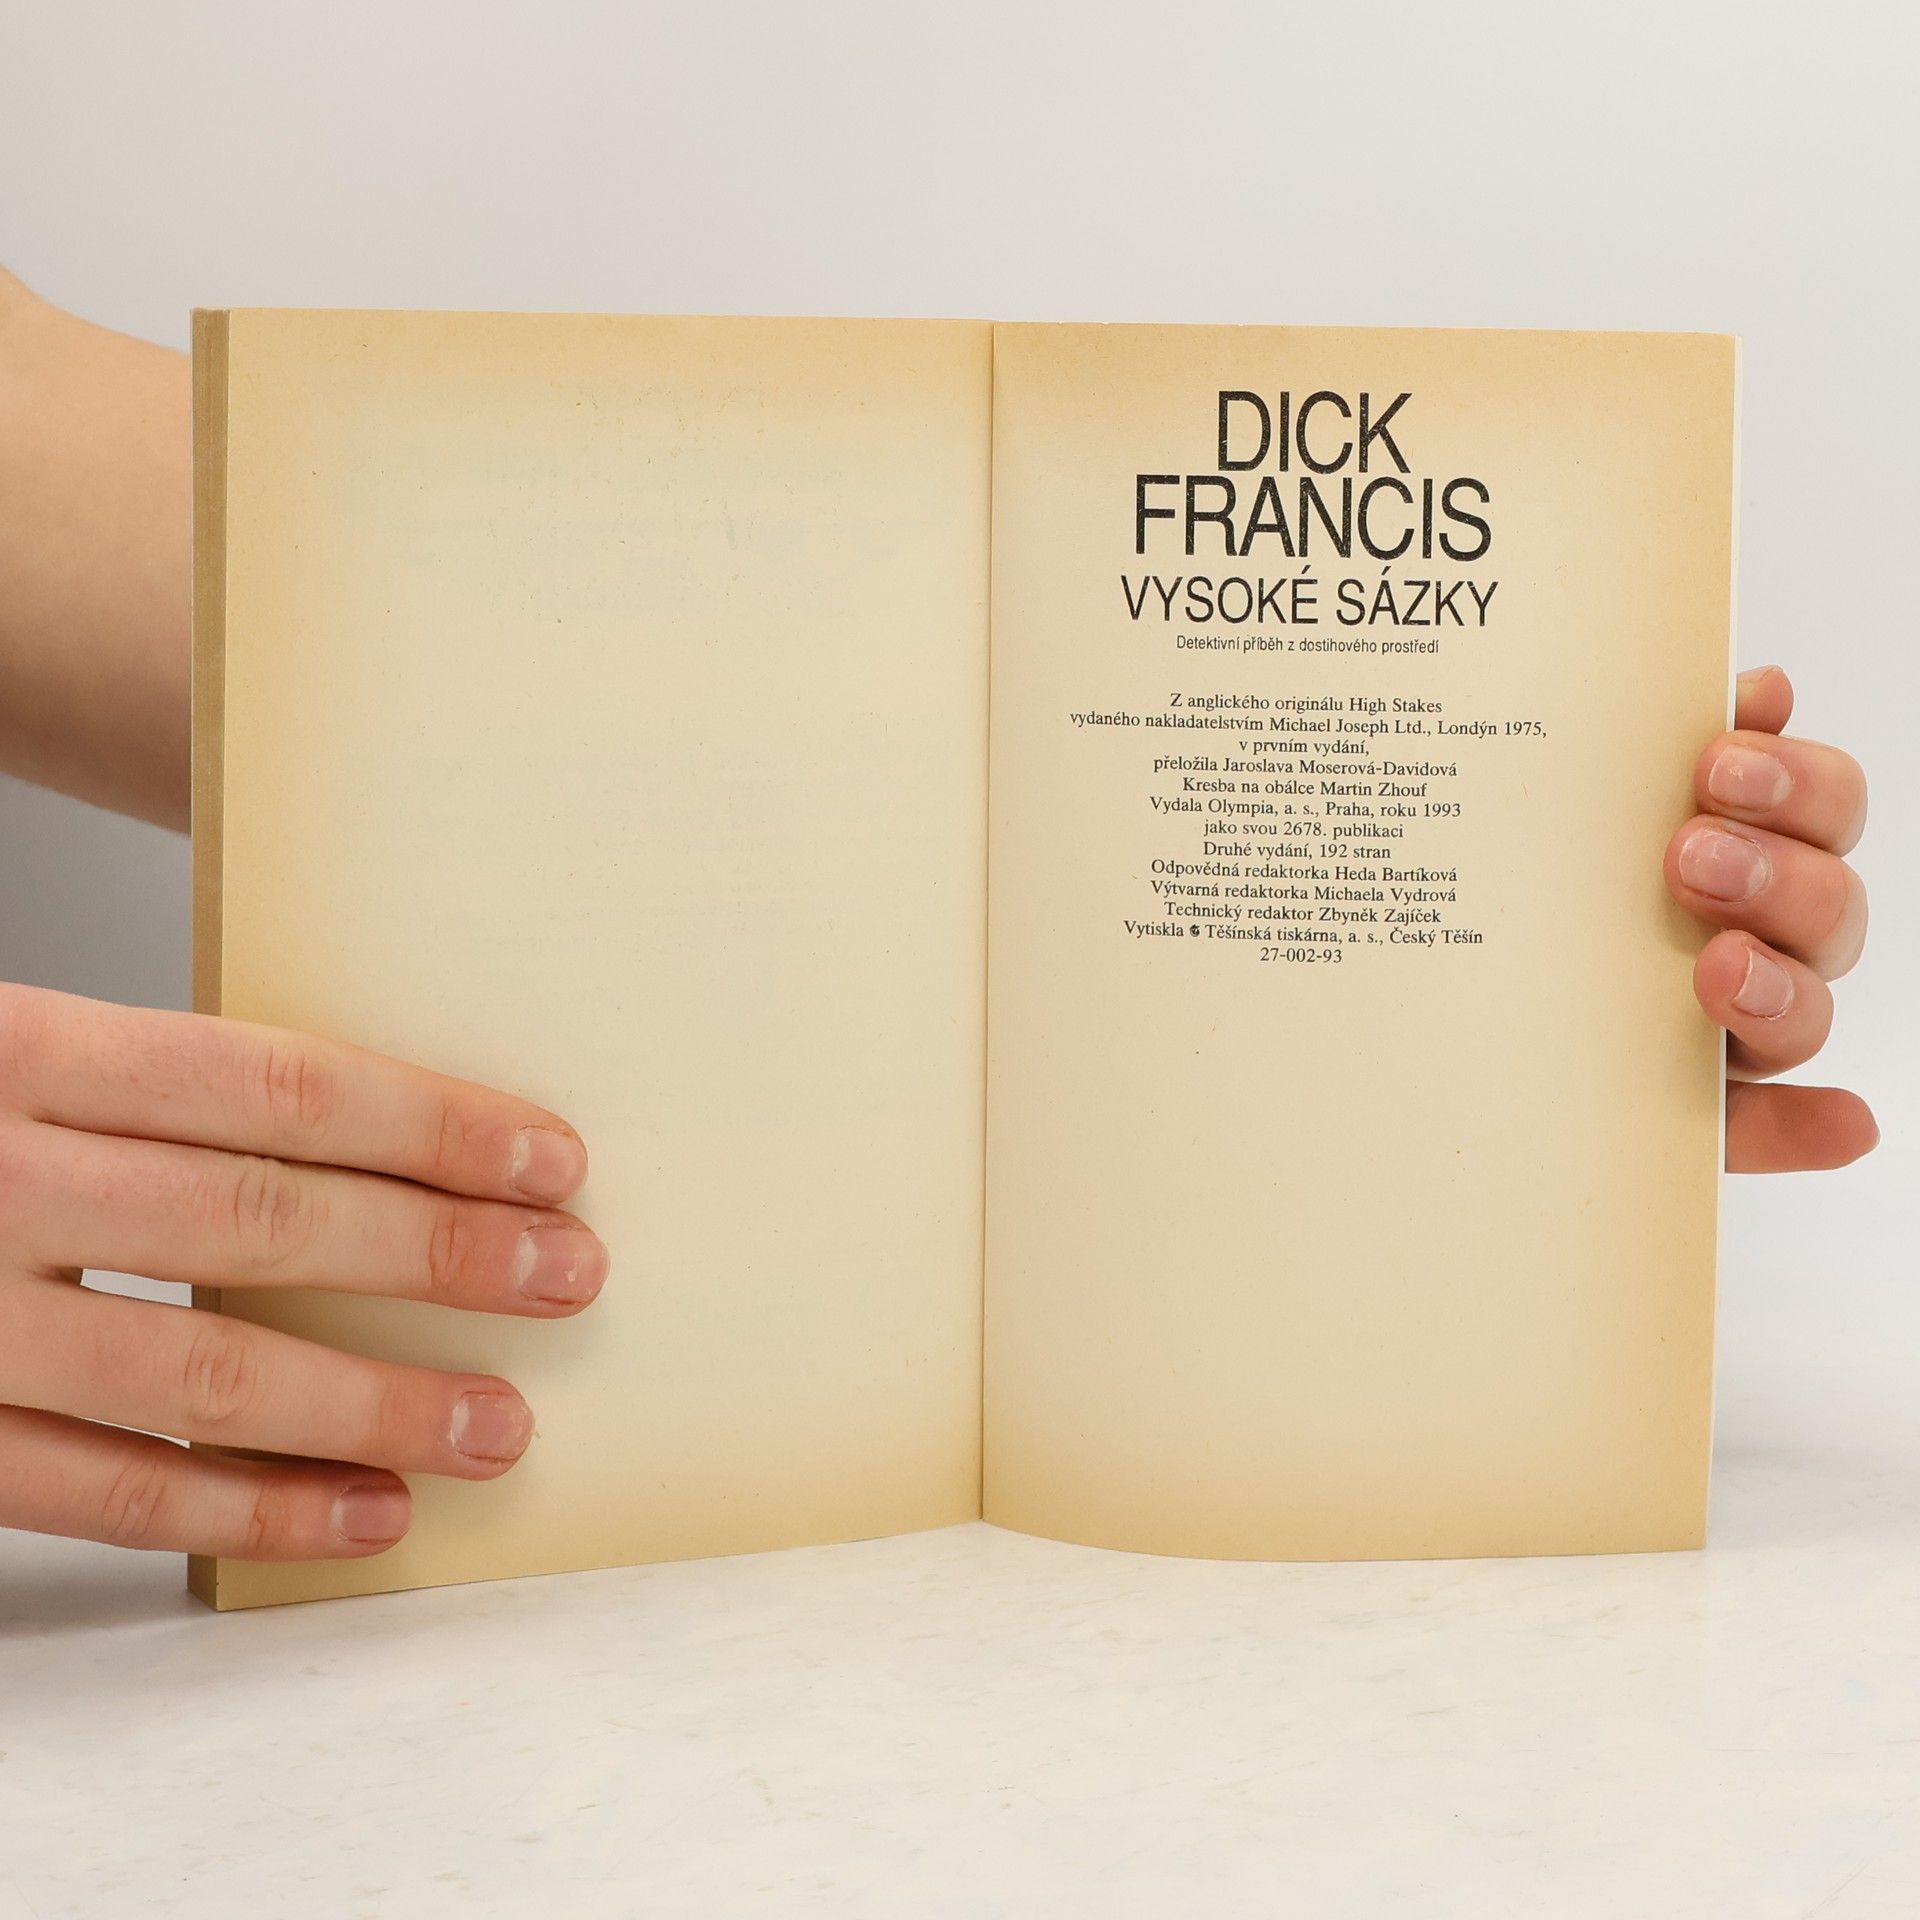 DICK
FRANCIS
VYSOKÉ SÁZKY
Detektivní příběh z dostihového prostředí
Z anglického originálu High Stakes
vydaného nakladatelstvím Michael Joseph Ltd., Londýn 1975,
v prvním vydání,
přeložila Jaroslava Moserová-Davidová
Kresba na obálce Martin Zhouf
Vydala Olympia, a. s., Praha, roku 1993
jako svou 2678. publikaci
Druhé vydání, 192 stran
Odpovědná redaktorka Heda Bartíková
Výtvarná redaktorka Michaela Vydrová
Technický redaktor Zbyněk Zajíček
Vytiskla Těšínská tiskárna, a. s., Český Těšín
27-002-93